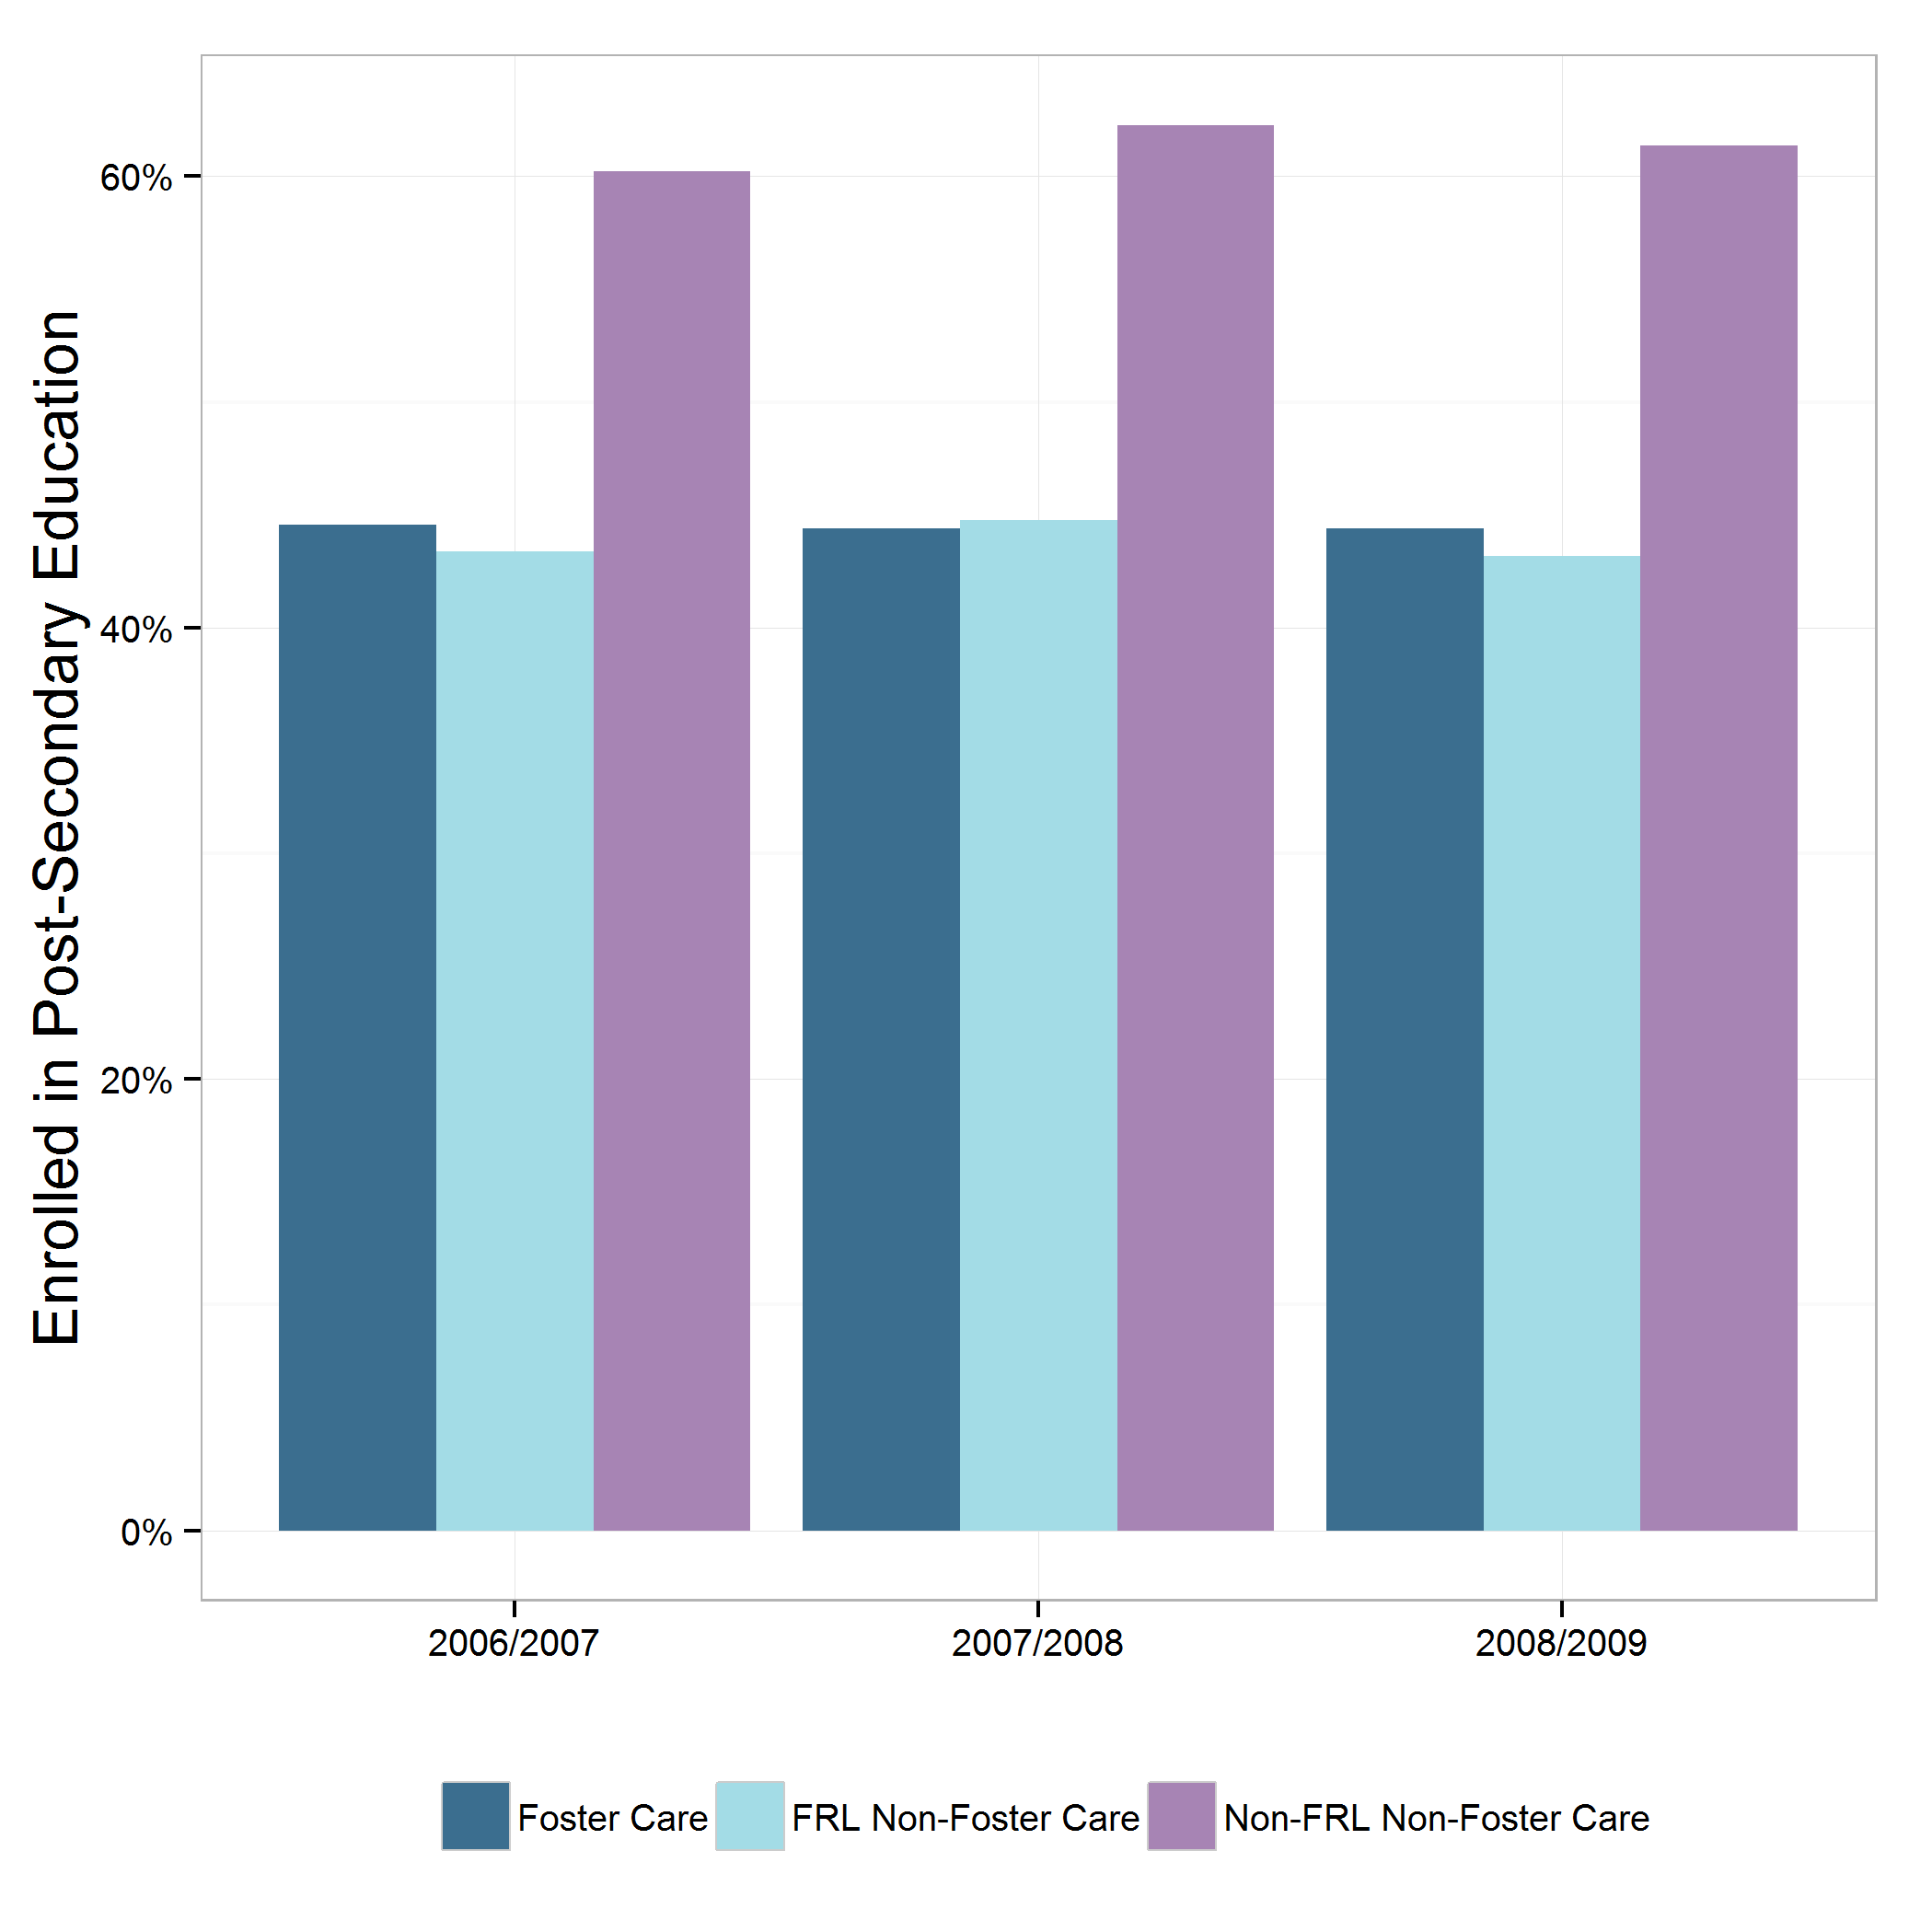 Enrolled in Post-Secondary Education
60%
40%
20%
0%
2006/2007 2007/2008 2008/2009
Foster Care FRL Non-Foster Care Non-FRL Non-Foster Care